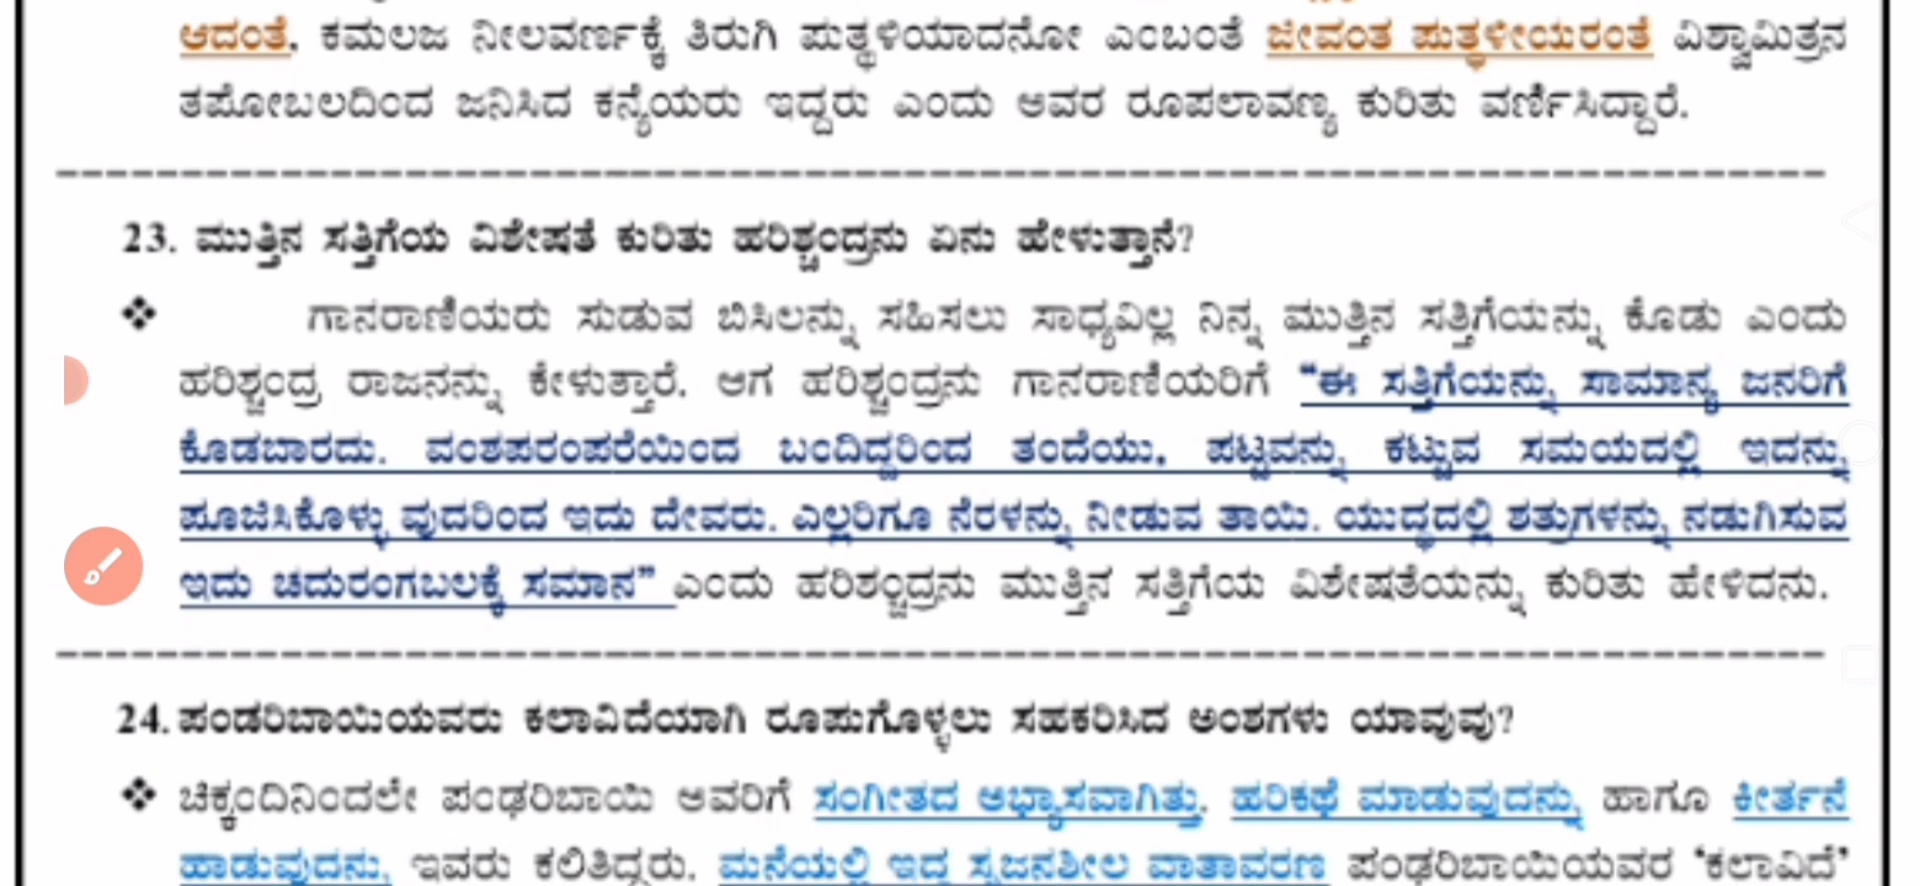 ಆದಂತೆ. ಕಮಲಜ ನೀಲವರ್ಣಕ್ಕೆ ತಿರುಗಿ ಪುತ್ಥಳಿಯಾದನೋ ಎಂಬಂತೆ ಜೀವಂತ ಪುತ್ಥಳೀಯರಂತೆ ವಿಶ್ವಾಮಿತ್ರನ
ತಪೋಬಲದಿಂದ ಜನಿಸಿದ ಕನ್ಯೆಯರು ಇದ್ದರು ಎಂದು ಅವರ ರೂಪಲಾವಣ್ಯ ಕುರಿತು ವರ್ಣಿಸಿದ್ದಾರೆ.
23. ಮುತ್ತಿನ ಸತ್ತಿಗೆಯ ವಿಶೇಷತೆ ಕುರಿತು ಹರಿಶ್ಚಂದ್ರನು ಏನು ಹೇಳುತ್ತಾನೆ?
❖ ಗಾನರಾಣಿಯರು ಸುಡುವ ಬಿಸಿಲನ್ನು ಸಹಿಸಲು ಸಾಧ್ಯವಿಲ್ಲ ನಿನ್ನ ಮುತ್ತಿನ ಸತ್ತಿಗೆಯನ್ನು ಕೊಡು ಎಂದು
ಹರಿಶ್ಚಂದ್ರ ರಾಜನನ್ನು ಕೇಳುತ್ತಾರೆ. ಆಗ ಹರಿಶ್ಚಂದ್ರನು ಗಾನರಾಣಿಯರಿಗೆ “ಈ ಸತ್ತಿಗೆಯನ್ನು ಸಾಮಾನ್ಯ ಜನರಿಗೆ
ಕೊಡಬಾರದು. ವಂಶಪರಂಪರೆಯಿಂದ ಬಂದಿದ್ದರಿಂದ ತಂದೆಯು, ಪಟ್ಟವನ್ನು ಕಟ್ಟುವ ಸಮಯದಲ್ಲಿ ಇದನ್ನು
ಪೂಜಿಸಿಕೊಳ್ಳು ವುದರಿಂದ ಇದು ದೇವರು. ಎಲ್ಲರಿಗೂ ನೆರಳನ್ನು ನೀಡುವ ತಾಯಿ. ಯುದ್ಧದಲ್ಲಿ ಶತ್ರುಗಳನ್ನು ನಡುಗಿಸುವ
ಇದು ಚದುರಂಗಬಲಕ್ಕೆ ಸಮಾನ” ಎಂದು ಹರಿಶ್ಚಂದ್ರನು ಮುತ್ತಿನ ಸತ್ತಿಗೆಯ ವಿಶೇಷತೆಯನ್ನು ಕುರಿತು ಹೇಳಿದನು.
24. ಪಂಡರಿಬಾಯಿಯವರು ಕಲಾವಿದೆಯಾಗಿ ರೂಪುಗೊಳ್ಳಲು ಸಹಕರಿಸಿದ ಅಂಶಗಳು ಯಾವುವು?
❖ ಚಿಕ್ಕಂದಿನಿಂದಲೇ ಪಂಢರಿಬಾಯಿ ಅವರಿಗೆ ಸಂಗೀತದ ಅಭ್ಯಾಸವಾಗಿತ್ತು. ಹರಿಕಥೆ ಮಾಡುವುದನ್ನು ಹಾಗೂ ಕೀರ್ತನೆ
ಹಾಡುವುದನ್ನು ಇವರು ಕಲಿತಿದ್ದರು. ಮನೆಯಲ್ಲಿ ಇದ್ದ ಸೃಜನಶೀಲ ವಾತಾವರಣ ಪಂಢರಿಬಾಯಿಯವರ ‘ಕಲಾವಿದೆ’